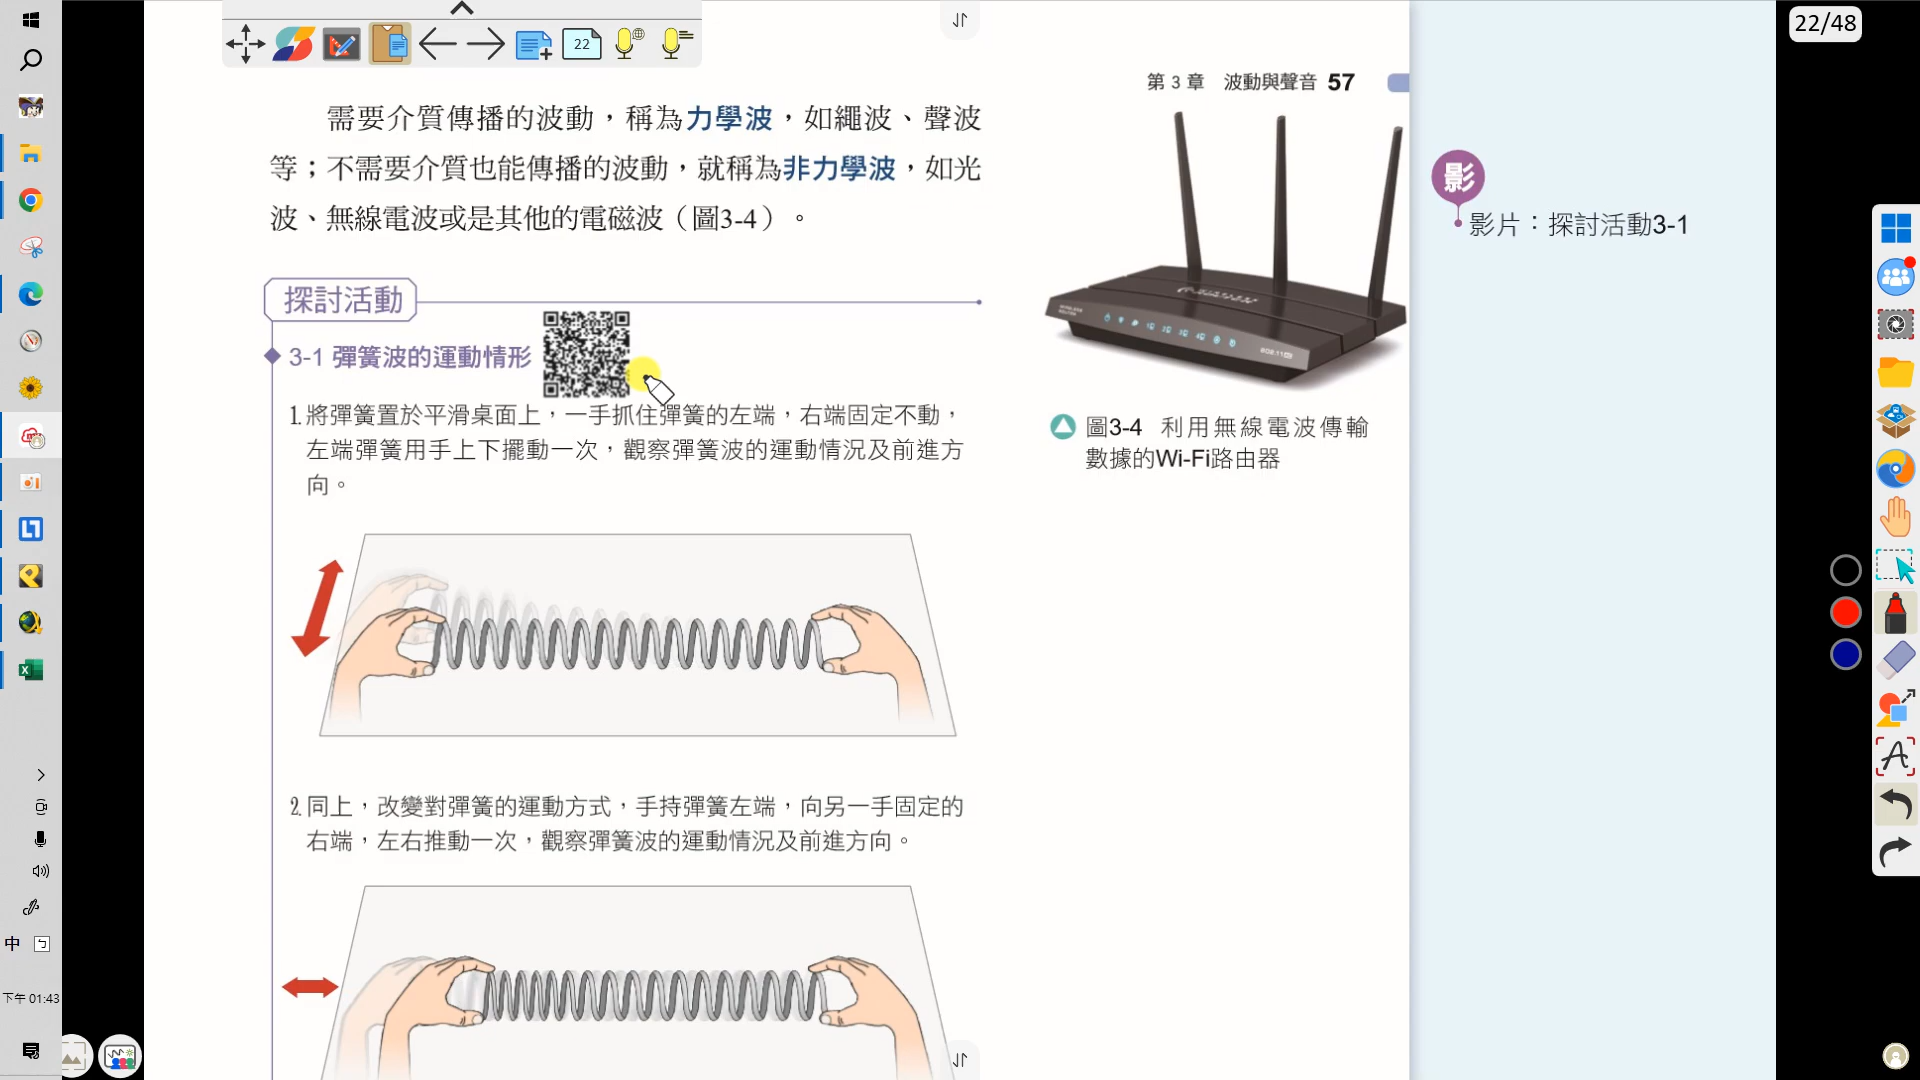 22/48
22
第 3 章　波動與聲音 57
需要介質傳播的波動，稱為力學波，如繩波、聲波
等；不需要介質也能傳播的波動，就稱為非力學波，如光
波、無線電波或是其他的電磁波（圖3-4）。
影
影片：探討活動3-1
探討活動
3-1 彈簧波的運動情形
1.將彈簧置於平滑桌面上，一手抓住彈簧的左端，右端固定不動，
左端彈簧用手上下擺動一次，觀察彈簧波的運動情況及前進方
向。
圖3-4 利用無線電波傳輸
數據的Wi-Fi路由器
2.同上，改變對彈簧的運動方式，手持彈簧左端，向另一手固定的
右端，左右推動一次，觀察彈簧波的運動情況及前進方向。
中
下午 01:43